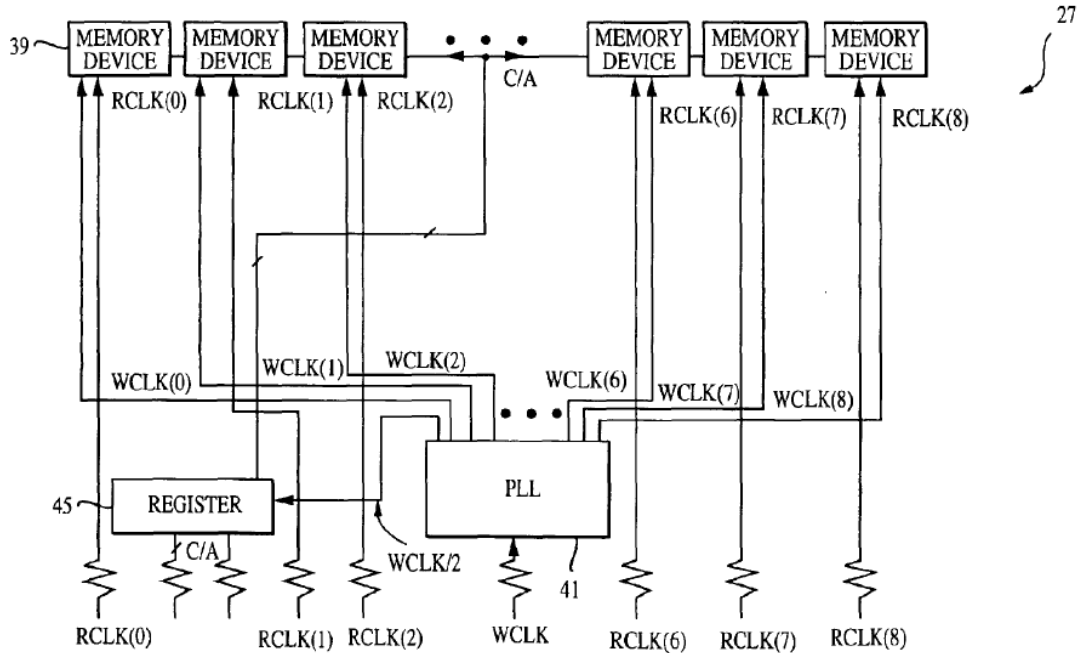 27
39
MEMORY DEVICE
MEMORY DEVICE
MEMORY DEVICE
C/A
MEMORY DEVICE
MEMORY DEVICE
MEMORY DEVICE
RCLK(0)
RCLK(1)
RCLK(2)
RCLK(6)
RCLK(7)
RCLK(8)
WCLK(0)
WCLK(1)
WCLK(2)
WCLK(6)
WCLK(7)
WCLK(8)
45
REGISTER
PLL
C/A
WCLK/2
41
RCLK(0)
RCLK(1)
RCLK(2)
WCLK
RCLK(6)
RCLK(7)
RCLK(8)